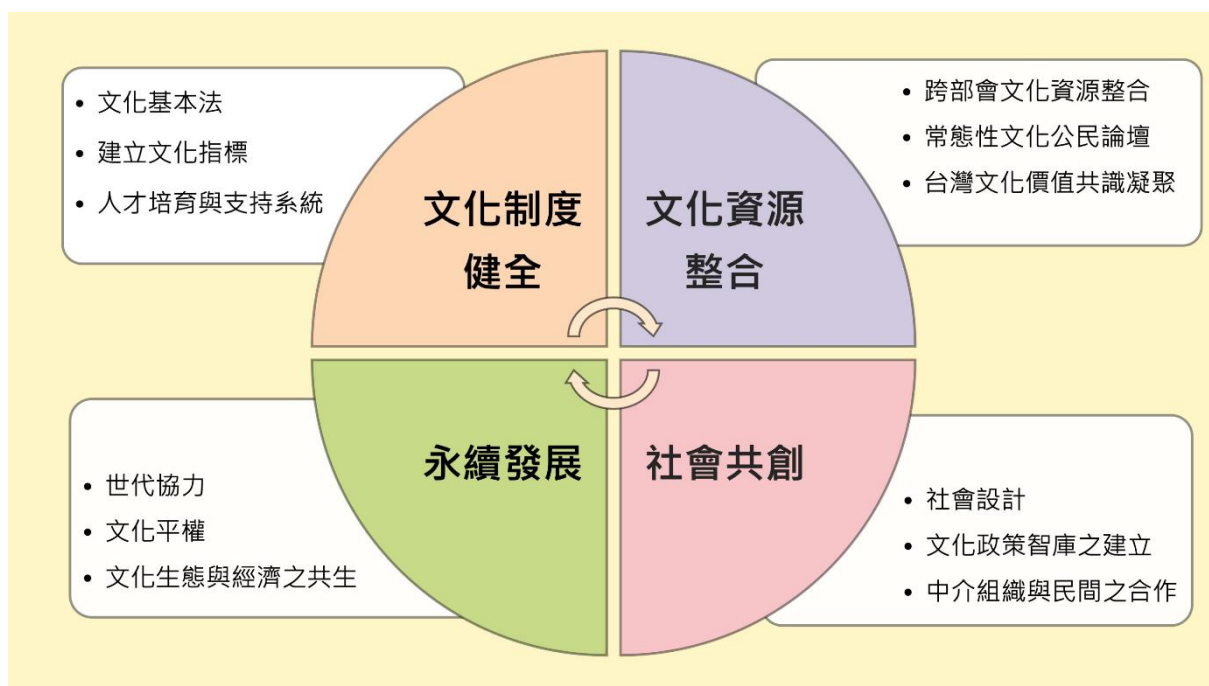 • 文化基本法
• 建立文化指標
• 人才培育與支持系統
文化制度
健全
文化資源
整合
• 跨部會文化資源整合
• 常態性文化公民論壇
• 台灣文化價值共識凝聚
• 世代協力
• 文化平權
• 文化生態與經濟之共生
永續發展
社會共創
• 社會設計
• 文化政策智庫之建立
• 中介組織與民間之合作